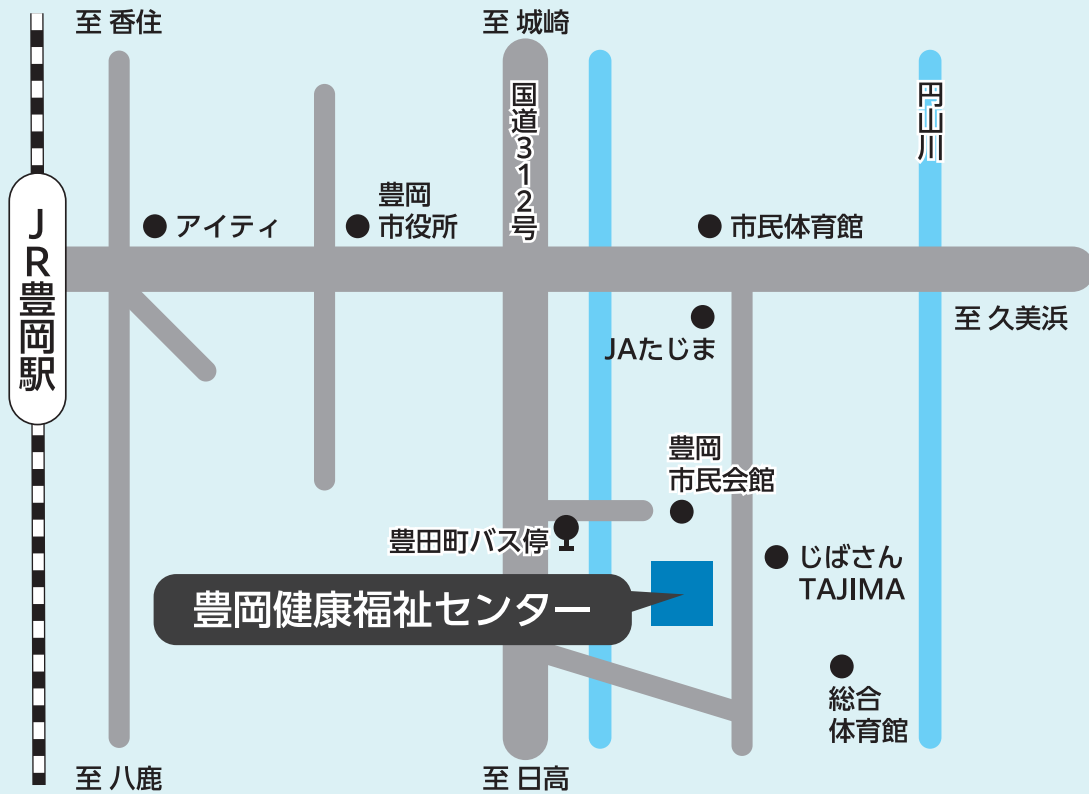 至 香住
至 城崎
国道312号
円山川
豊岡
市役所
アイティ
市民体育館
JR豊岡駅
至 久美浜
JAたじま
豊岡
市民会館
豊田町バス停
じばさん
TAJIMA
豊岡健康福祉センター
総合
体育館
至 八鹿
至 日高